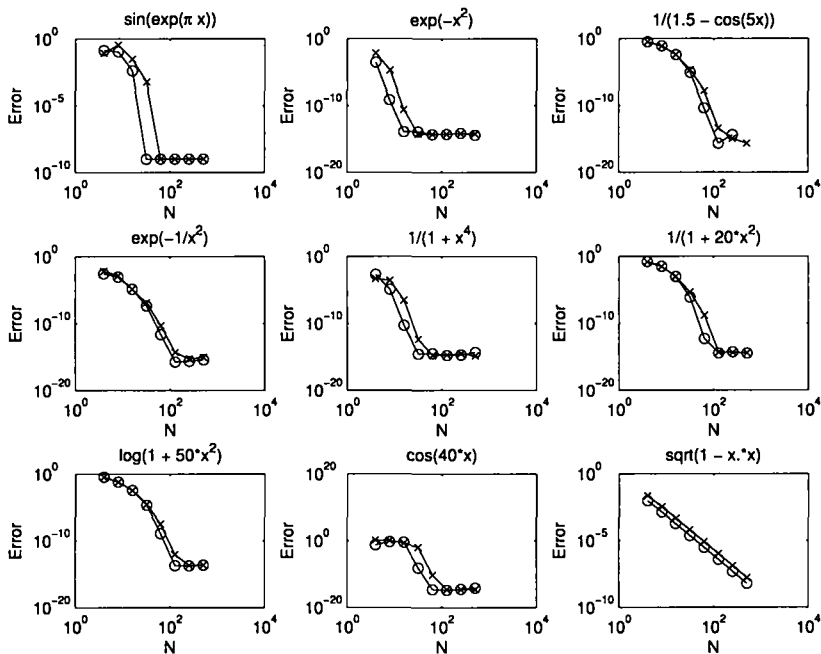 sin(exp(π x))
exp(−x²)
1/(1.5 − cos(5x))
Error
10⁰
10⁻⁵
10⁻¹⁰
10⁰
10²
10⁴
N
Error
10⁰
10⁻¹⁰
10⁻²⁰
10⁰
10²
10⁴
N
Error
10⁰
10⁻¹⁰
10⁻²⁰
10⁰
10²
10⁴
N
exp(−1/x²)
1/(1 + x⁴)
1/(1 + 20*x²)
Error
10⁰
10⁻¹⁰
10⁻²⁰
10⁰
10²
10⁴
N
Error
10⁰
10⁻¹⁰
10⁻²⁰
10⁰
10²
10⁴
N
Error
10⁰
10⁻¹⁰
10⁻²⁰
10⁰
10²
10⁴
N
log(1 + 50*x²)
cos(40*x)
sqrt(1 − x.*x)
Error
10⁰
10⁻¹⁰
10⁻²⁰
10⁰
10²
10⁴
N
Error
10²⁰
10⁰
10⁻²⁰
10⁰
10²
10⁴
N
Error
10⁰
10⁻⁵
10⁻¹⁰
10⁰
10²
10⁴
N